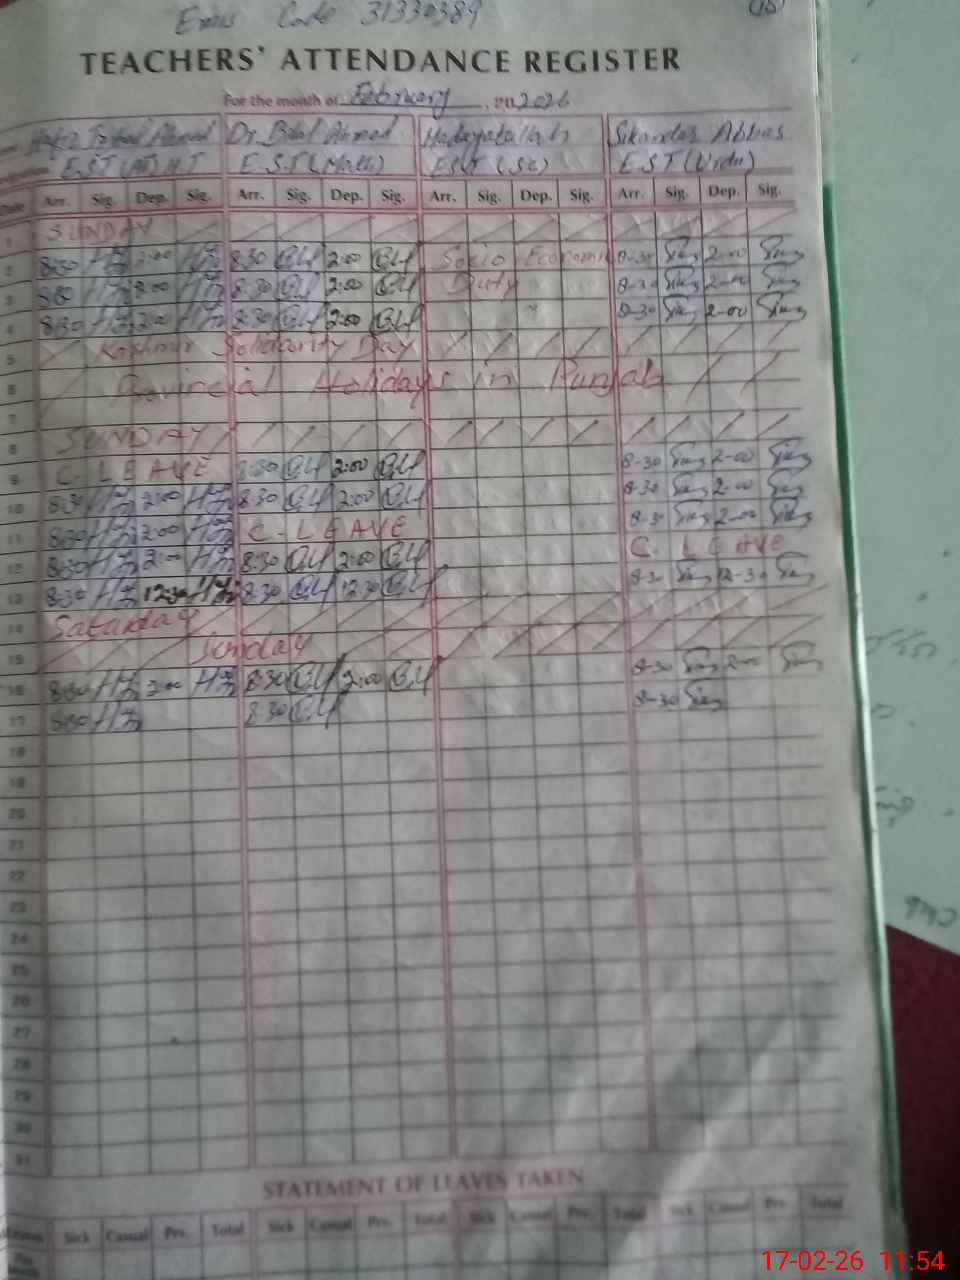 Emis Code 31330389
TEACHERS' ATTENDANCE REGISTER
For the month of February, 202026
Ahmad Dr. Bilal Ahmed Hadayatullah Sikandar Abbas
E.S.T E.S.T (Math) EST (Sc) E.S.T (Urdu)
Date Arr. Sig. Dep. Sig. Arr. Sig. Dep. Sig. Arr. Sig. Dep. Sig. Arr. Sig. Dep. Sig.
1 SUNDAY
2 8:30 2:00 8:30 2:00 Socio Economic 8-30 2-00
3 8:30 2:00 8:30 2:00 Duty 8-30 2-00
4 8:30 2:00 8:30 2:00 " 8-30 2-00
5 Kashmir Solidarity Day
6 Provincial Holidays in Punjab
7
8 SUNDAY
9 C. LEAVE 8:30 2:00 8-30 2-00
10 8:30 2:00 8:30 2:00 8-30 2-00
11 8:30 2:00 C. LEAVE 8-30 2-00
12 8:30 2:00 8:30 2:00 C. LEAVE
13 8:30 12:30 8:30 12:30 8-30 12-30
14 Saturday
15 Sunday
16 8:30 2:00 8:30 2:00 8-30 2-00
17 8:30 8:30 8-30
18
19
20
21
22
23
24
25
26
27
28
29
30
31
STATEMENT OF LEAVES TAKEN
Sick Casual Prv. Total Sick Casual Prv. Total Sick Casual Prv. Total Sick Casual Prv. Total
17-02-26 11:54